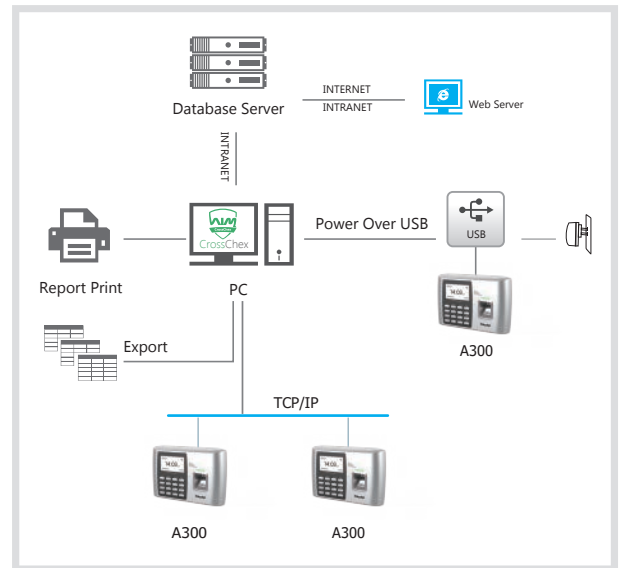 INTERNET
Database Server
INTRANET
Web Server
INTRANET
CrossChex
Power Over USB
USB
Report Print
PC
A300
Export
TCP/IP
A300
A300